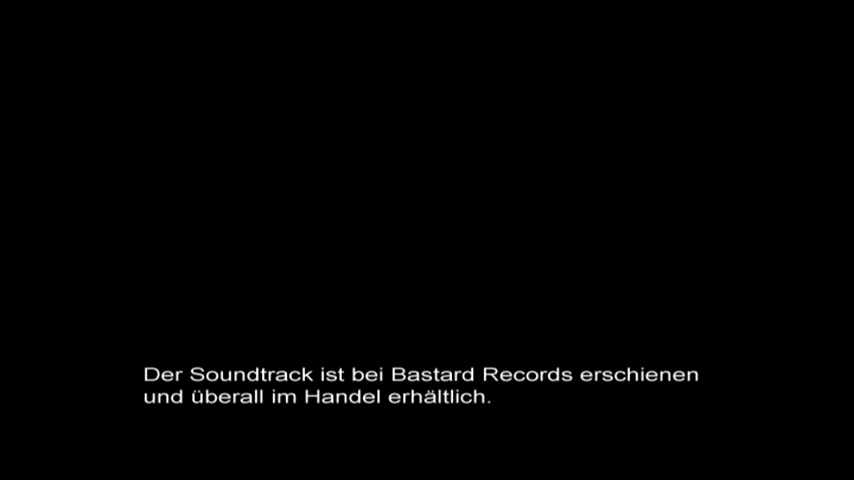 Der Soundtrack ist bei Bastard Records erschienen
und überall im Handel erhältlich.